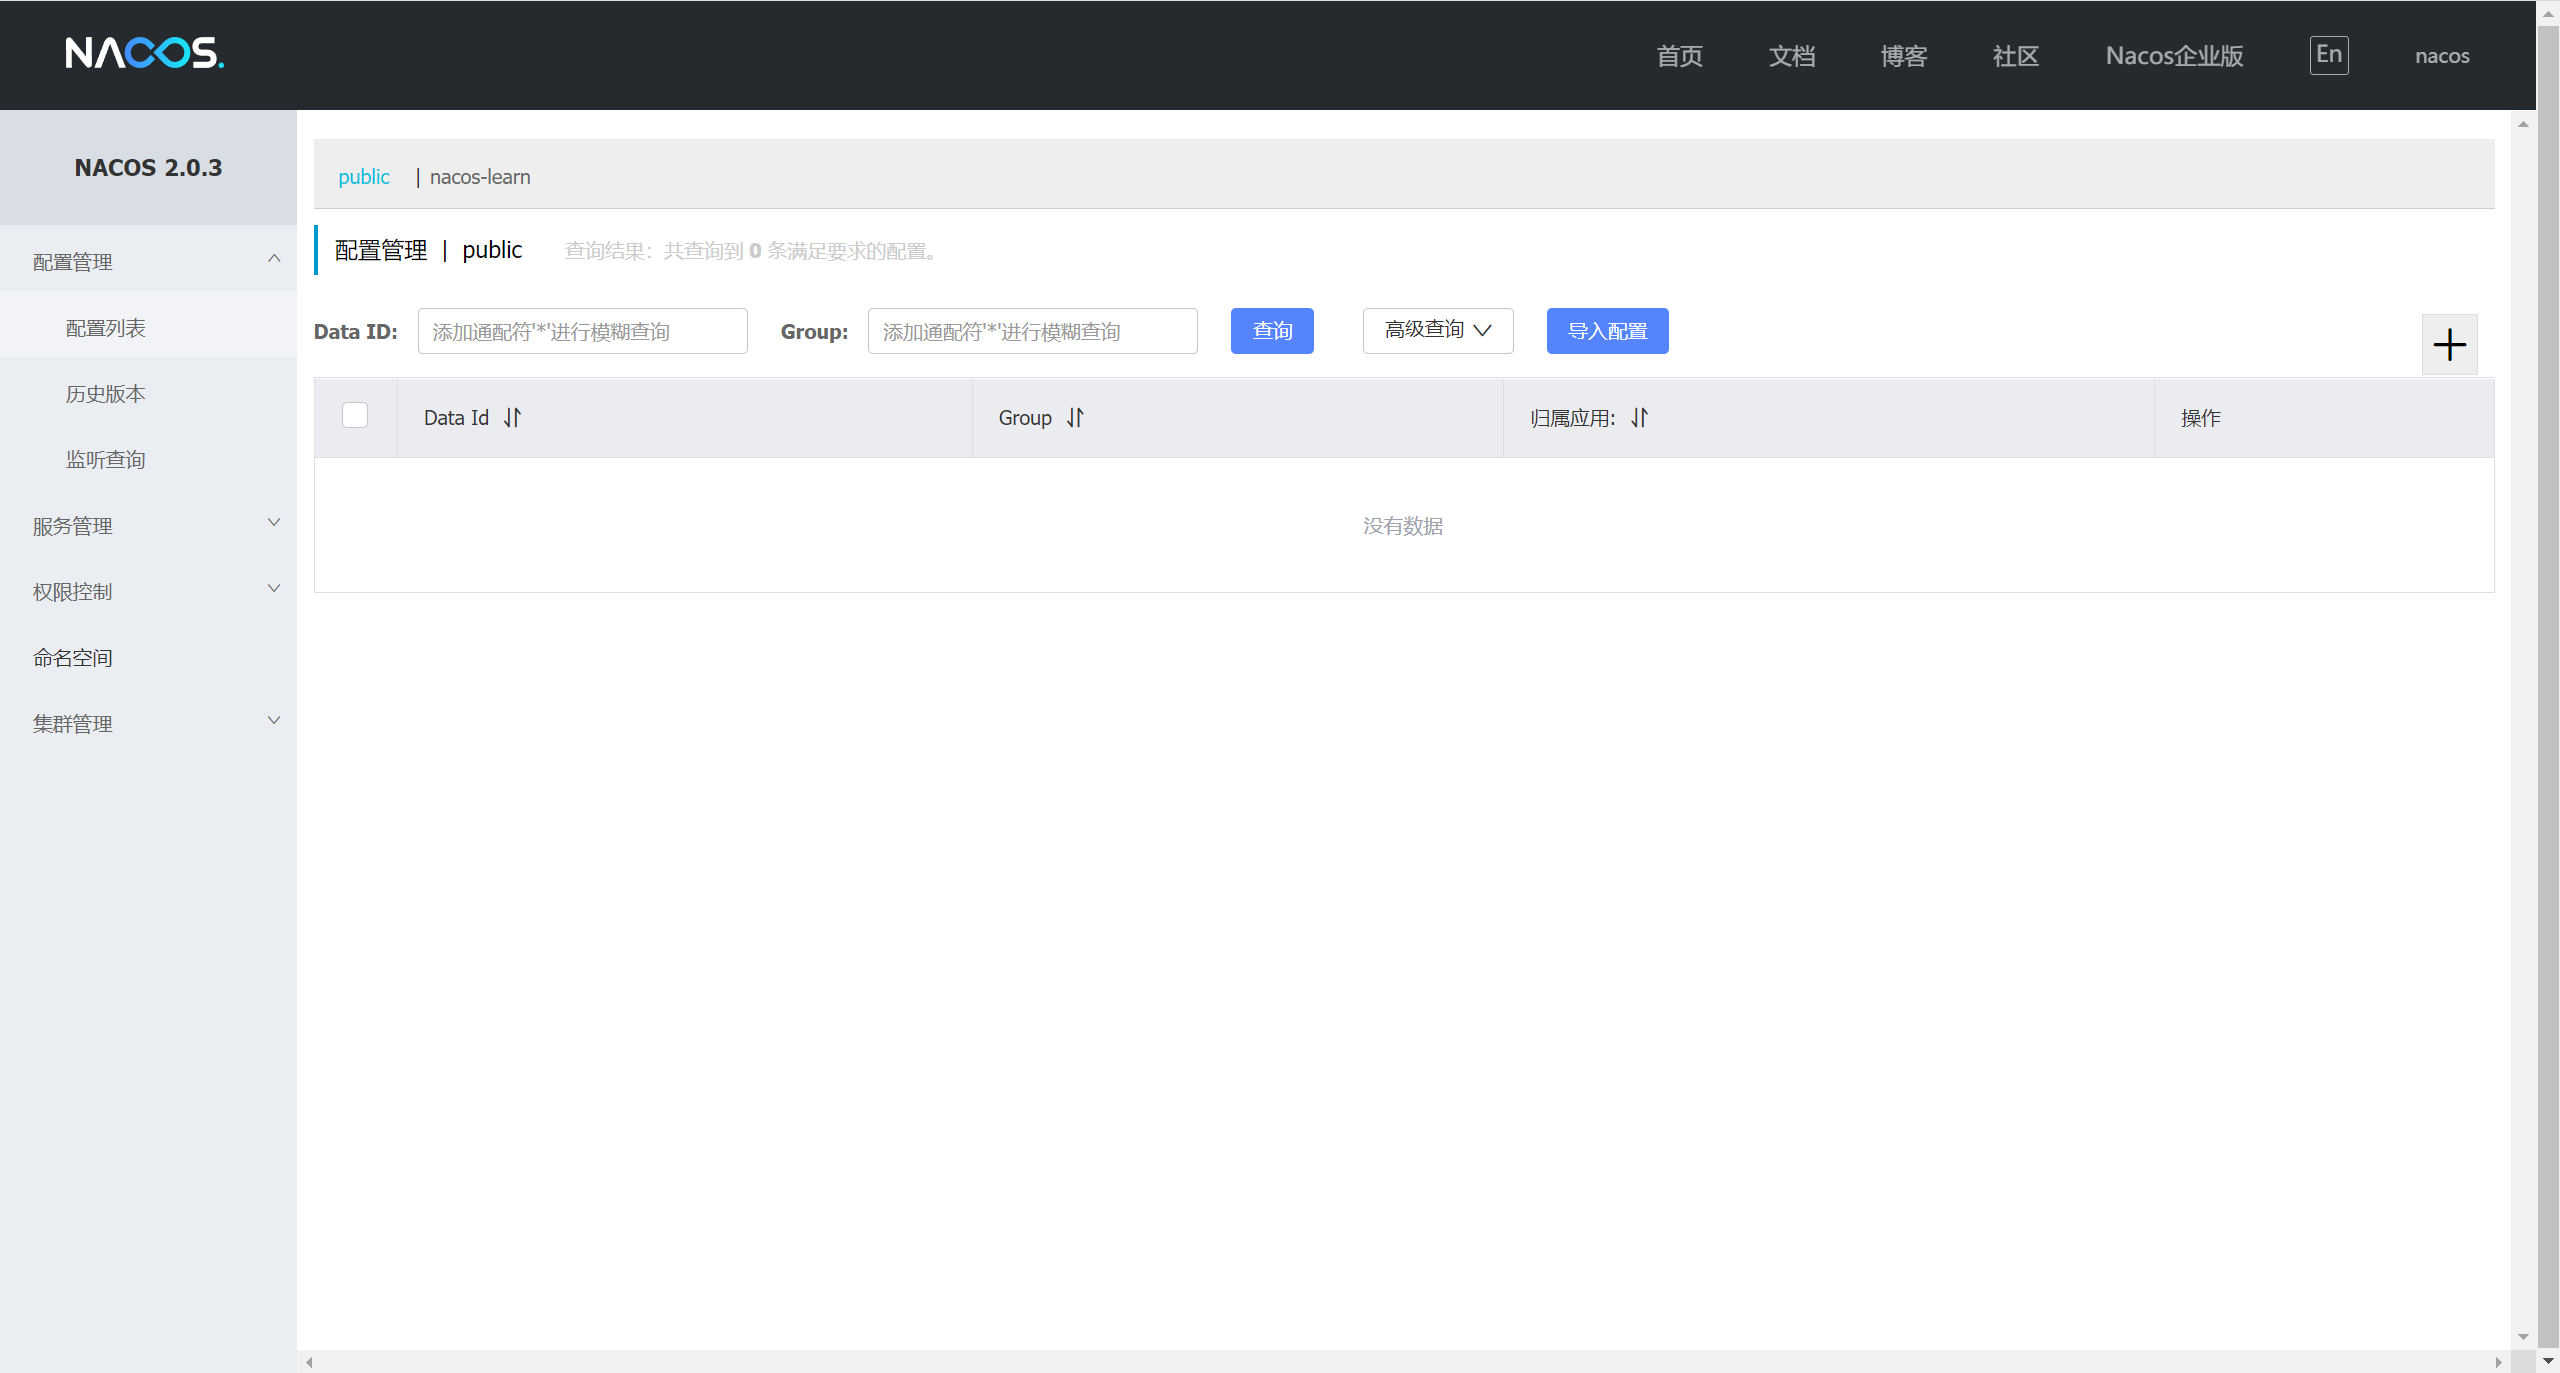 NACOS.
首页 文档 博客 社区 Nacos企业版 En nacos
NACOS 2.0.3
配置管理
配置列表
历史版本
监听查询
服务管理
权限控制
命名空间
集群管理
public | nacos-learn
配置管理 | public 查询结果：共查询到 0 条满足要求的配置。
Data ID: 添加通配符'*'进行模糊查询 Group: 添加通配符'*'进行模糊查询 查询 高级查询 导入配置
Data Id Group 归属应用: 操作
没有数据